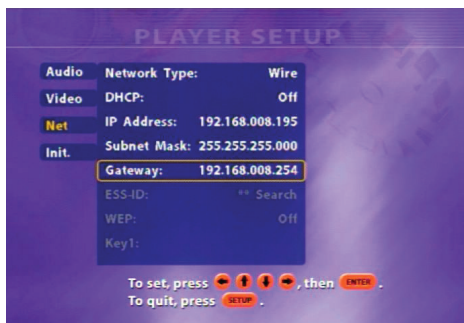 PLAYER SETUP
Audio
Video
Net
Init.
Network Type: Wire
DHCP: Off
IP Address: 192.168.008.195
Subnet Mask: 255.255.255.000
Gateway: 192.168.008.254
ESS-ID: ** Search
WEP: Off
Key1:
To set, press , then ENTER .
To quit, press SETUP .